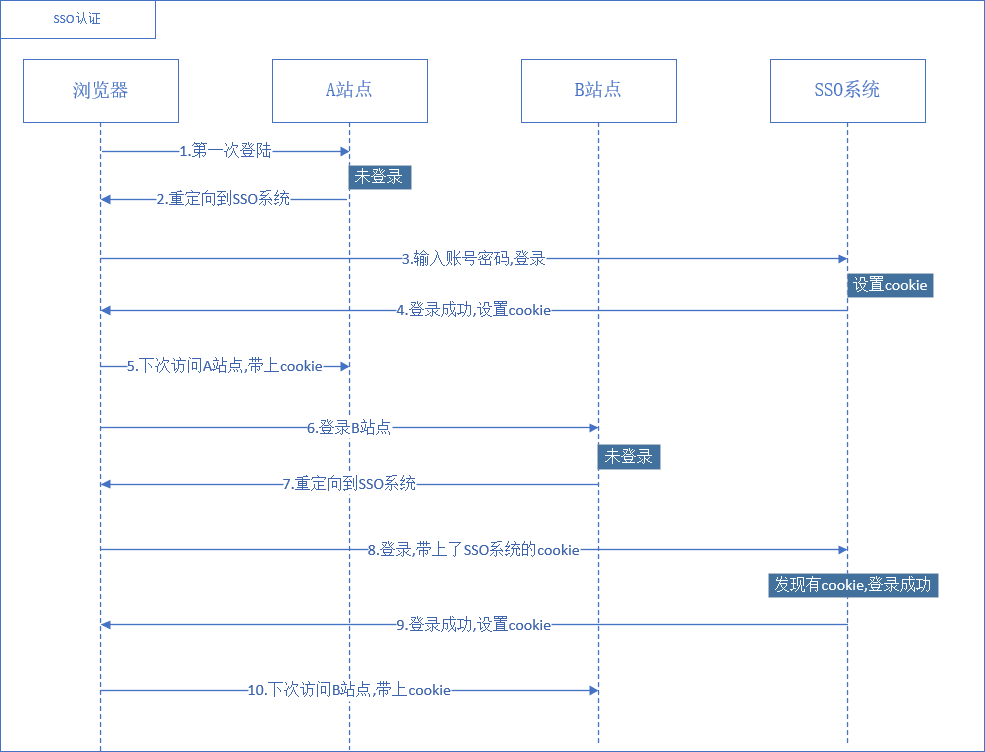 SSO认证
浏览器
A站点
B站点
SSO系统
1.第一次登陆
未登录
2.重定向到SSO系统
3.输入账号密码,登录
设置cookie
4.登录成功,设置cookie
5.下次访问A站点,带上cookie
6.登录B站点
未登录
7.重定向到SSO系统
8.登录,带上了SSO系统的cookie
发现有cookie,登录成功
9.登录成功,设置cookie
10.下次访问B站点,带上cookie